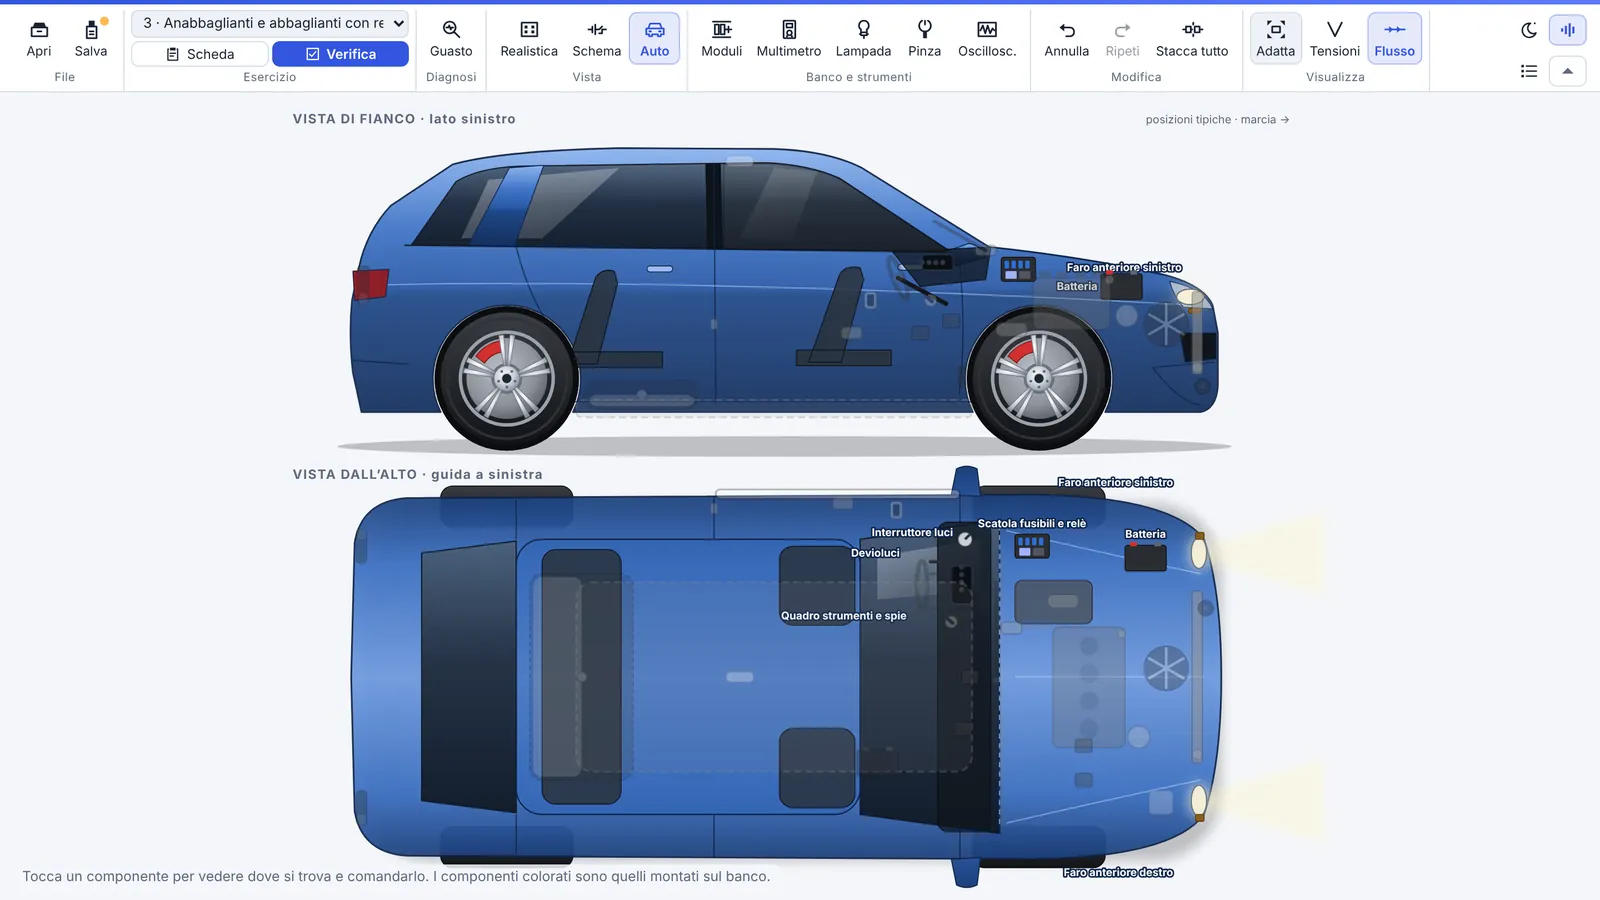 Apri
Salva
File
3 · Anabbaglianti e abbaglianti con re
Scheda
Verifica
Esercizio
Guasto
Diagnosi
Realistica
Schema
Auto
Vista
Moduli
Multimetro
Lampada
Pinza
Oscillosc.
Banco e strumenti
Annulla
Ripeti
Stacca tutto
Modifica
Adatta
Tensioni
Flusso
Visualizza
VISTA DI FIANCO · lato sinistro
posizioni tipiche · marcia →
Faro anteriore sinistro
Batteria
VISTA DALL'ALTO · guida a sinistra
Faro anteriore sinistro
Scatola fusibili e relè
Interruttore luci
Batteria
Devioluci
Quadro strumenti e spie
Faro anteriore destro
Tocca un componente per vedere dove si trova e comandarlo. I componenti colorati sono quelli montati sul banco.